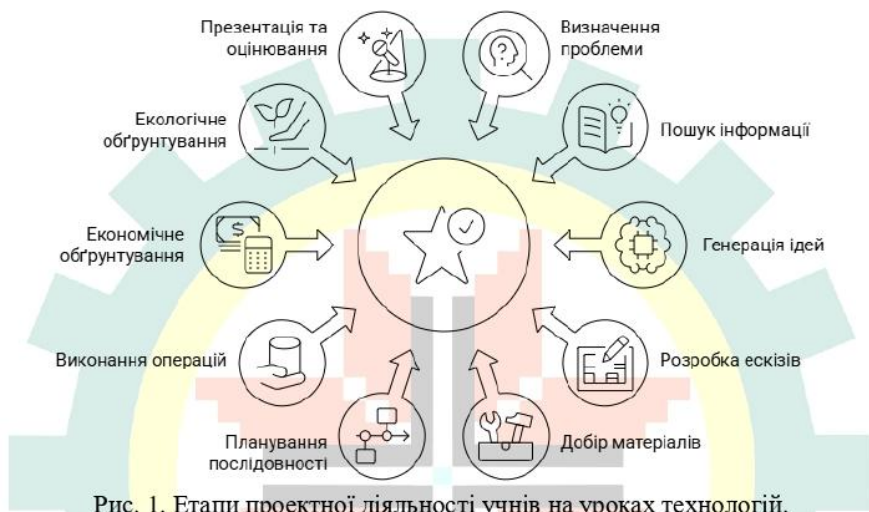 Презентація та
оцінювання
Визначення
проблеми
Екологічне
обґрунтування
Пошук інформації
Економічне
обґрунтування
Генерація ідей
Виконання операцій
Розробка ескізів
Планування
послідовності
Добір матеріалів
Рис. 1. Етапи проектної діяльності учнів на уроках технологій.